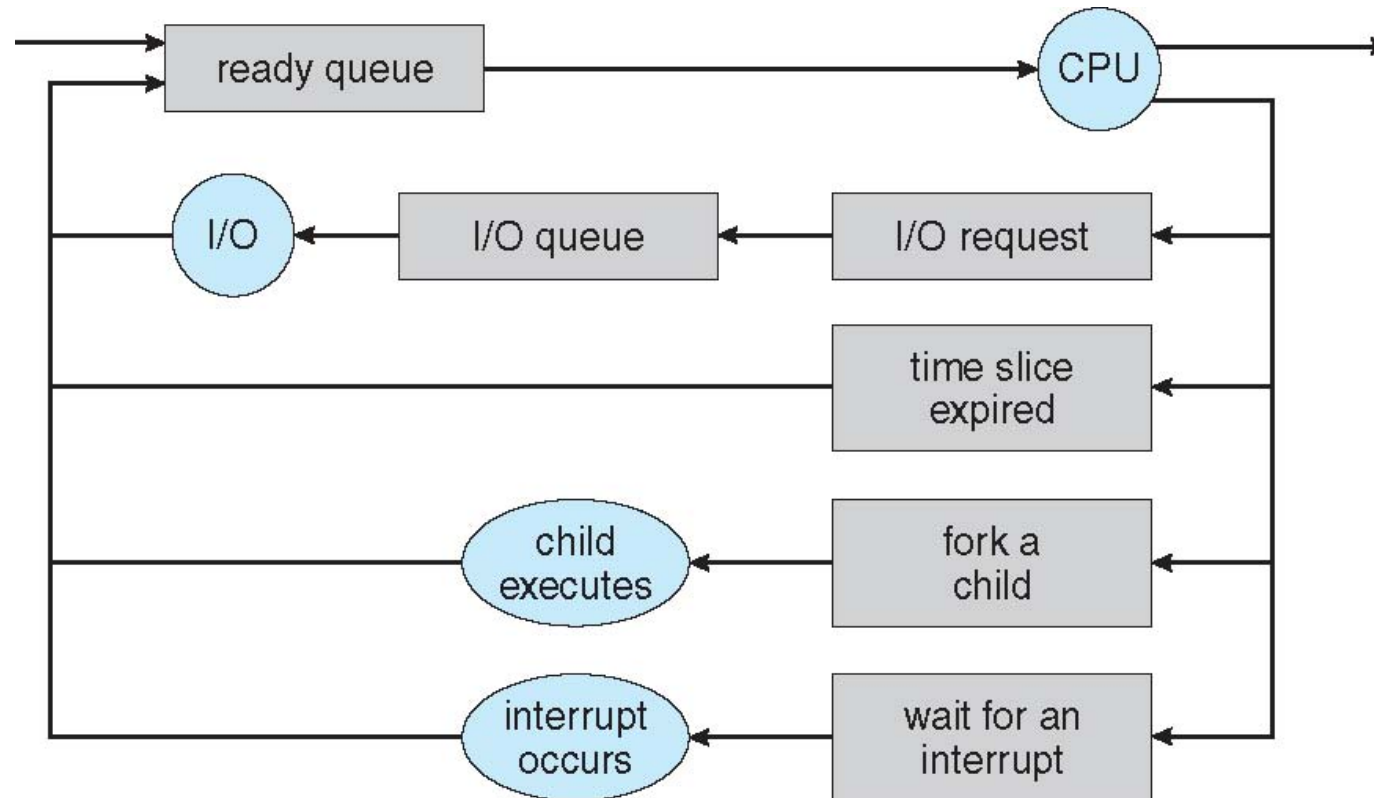 ready queue
CPU
I/O
I/O queue
I/O request
time slice
expired
child
executes
fork a
child
interrupt
occurs
wait for an
interrupt